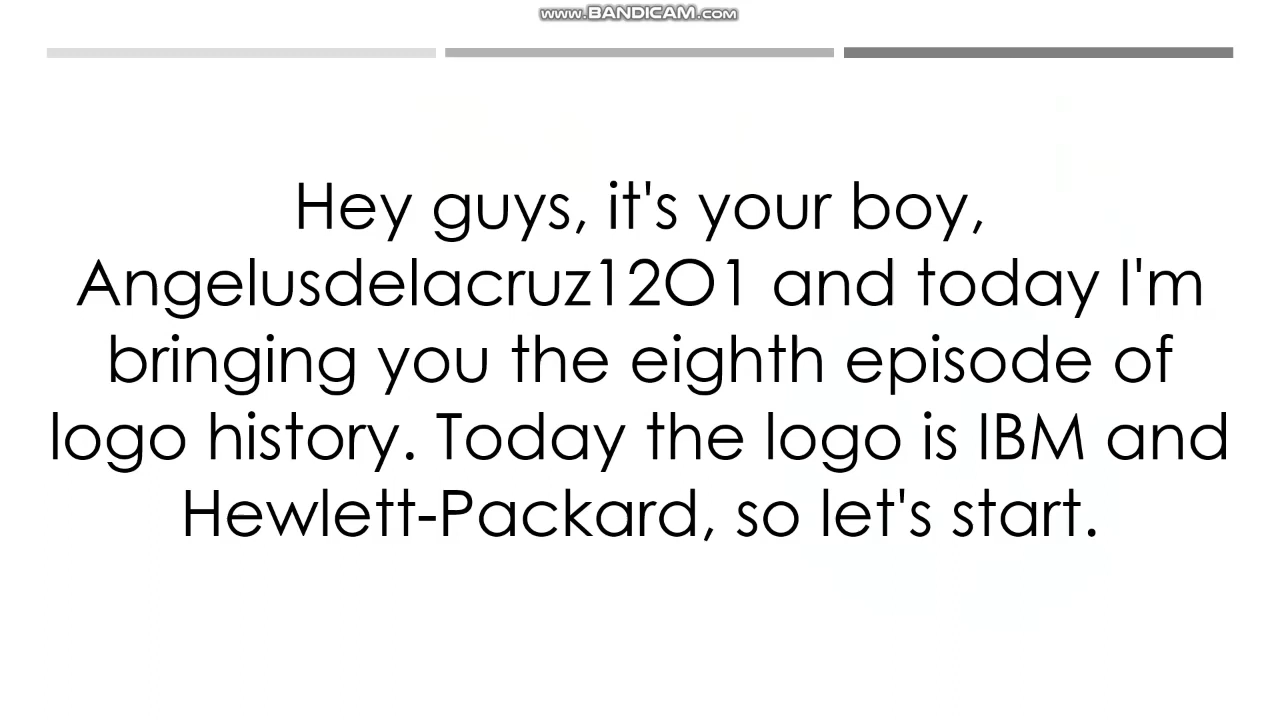 www.BANDICAM.com
Hey guys, it's your boy,
Angelusdelacruz1201 and today I'm
bringing you the eighth episode of
logo history. Today the logo is IBM and
Hewlett-Packard, so let's start.